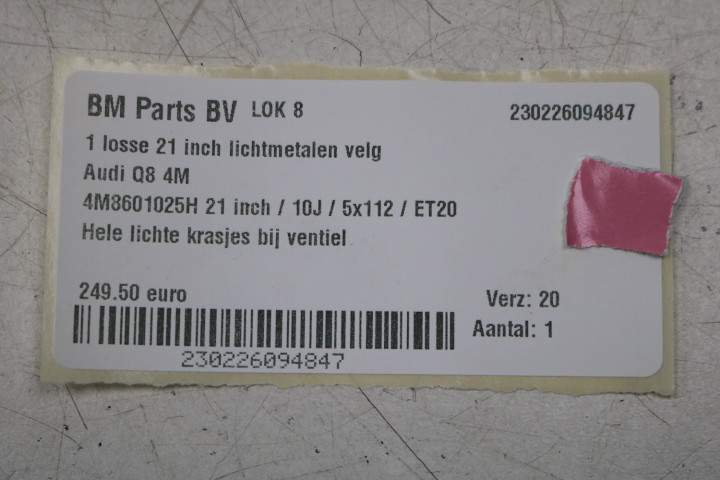 BM Parts BV LOK 8 230226094847
1 losse 21 inch lichtmetalen velg
Audi Q8 4M
4M8601025H 21 inch / 10J / 5x112 / ET20
Hele lichte krasjes bij ventiel
249.50 euro Verz: 20
Aantal: 1
230226094847